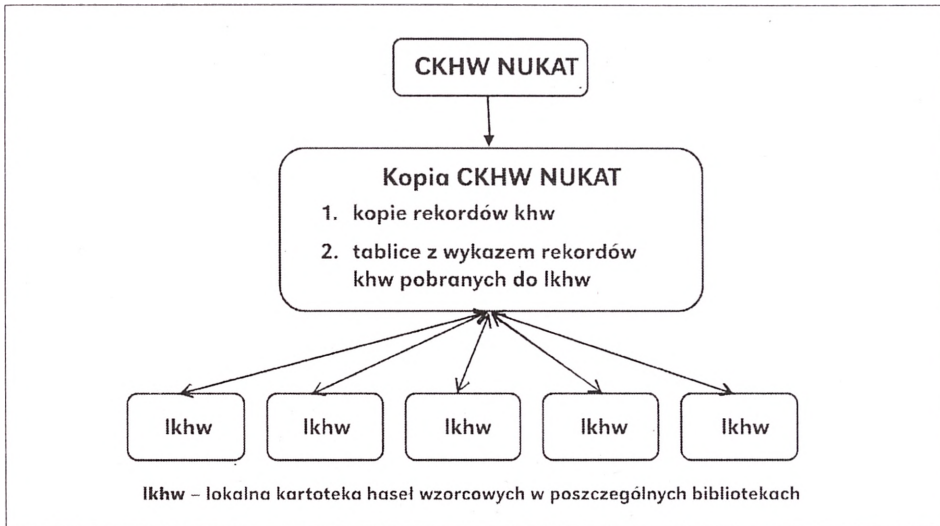 CKHW NUKAT
Kopia CKHW NUKAT
1. kopie rekordów khw
2. tablice z wykazem rekordów
khw pobranych do lkhw
lkhw
lkhw
lkhw
lkhw
lkhw
lkhw – lokalna kartoteka haseł wzorcowych w poszczególnych bibliotekach